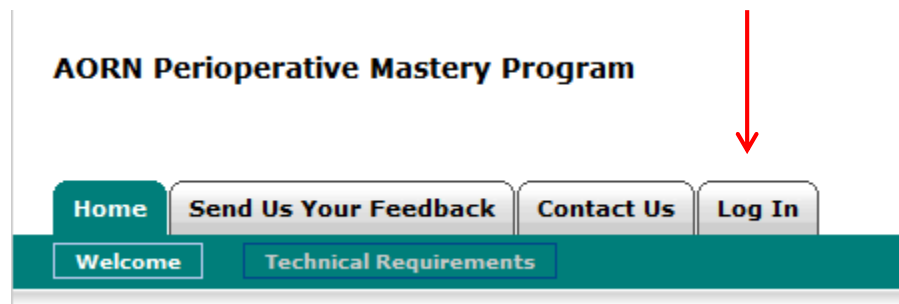 AORN Perioperative Mastery Program
Home Send Us Your Feedback Contact Us Log In
Welcome Technical Requirements